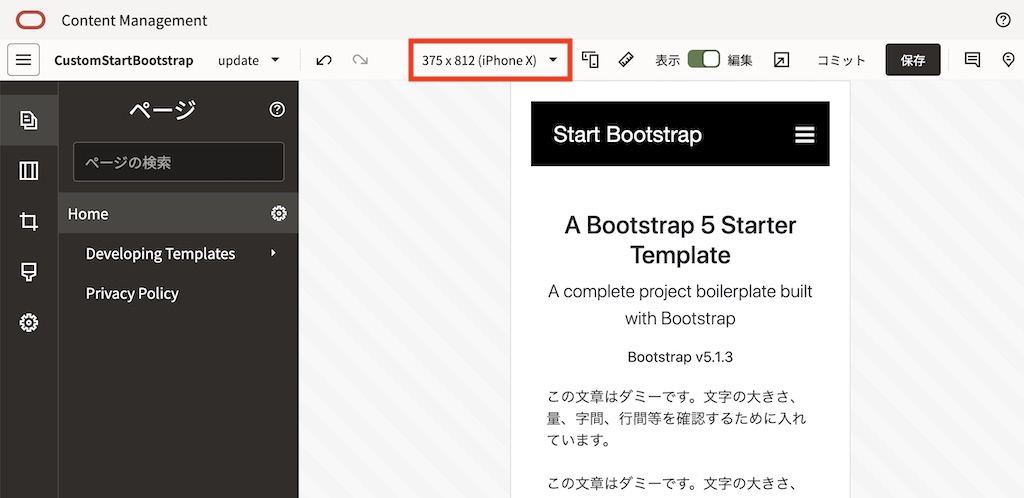 Content Management
CustomStartBootstrap
update
375 x 812 (iPhone X)
表示
編集
コミット
保存
ページ
ページの検索
Home
Developing Templates
Privacy Policy
Start Bootstrap
A Bootstrap 5 Starter
Template
A complete project boilerplate built
with Bootstrap
Bootstrap v5.1.3
この文章はダミーです。文字の大きさ、
量、字間、行間等を確認するために入れ
ています。
この文章はダミーです。文字の大きさ、